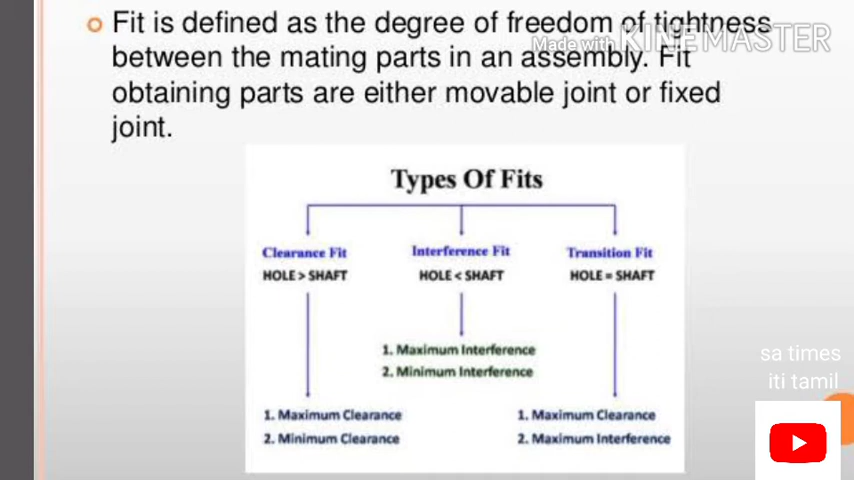 Fit is defined as the degree of freedom of tightness
Made with KINEMASTER
between the mating parts in an assembly. Fit
obtaining parts are either movable joint or fixed
joint.
Types Of Fits
Clearance Fit Interference Fit Transition Fit
HOLE > SHAFT HOLE < SHAFT HOLE = SHAFT
1. Maximum Interference
2. Minimum Interference
sa times
iti tamil
1. Maximum Clearance 1. Maximum Clearance
2. Minimum Clearance 2. Maximum Interference